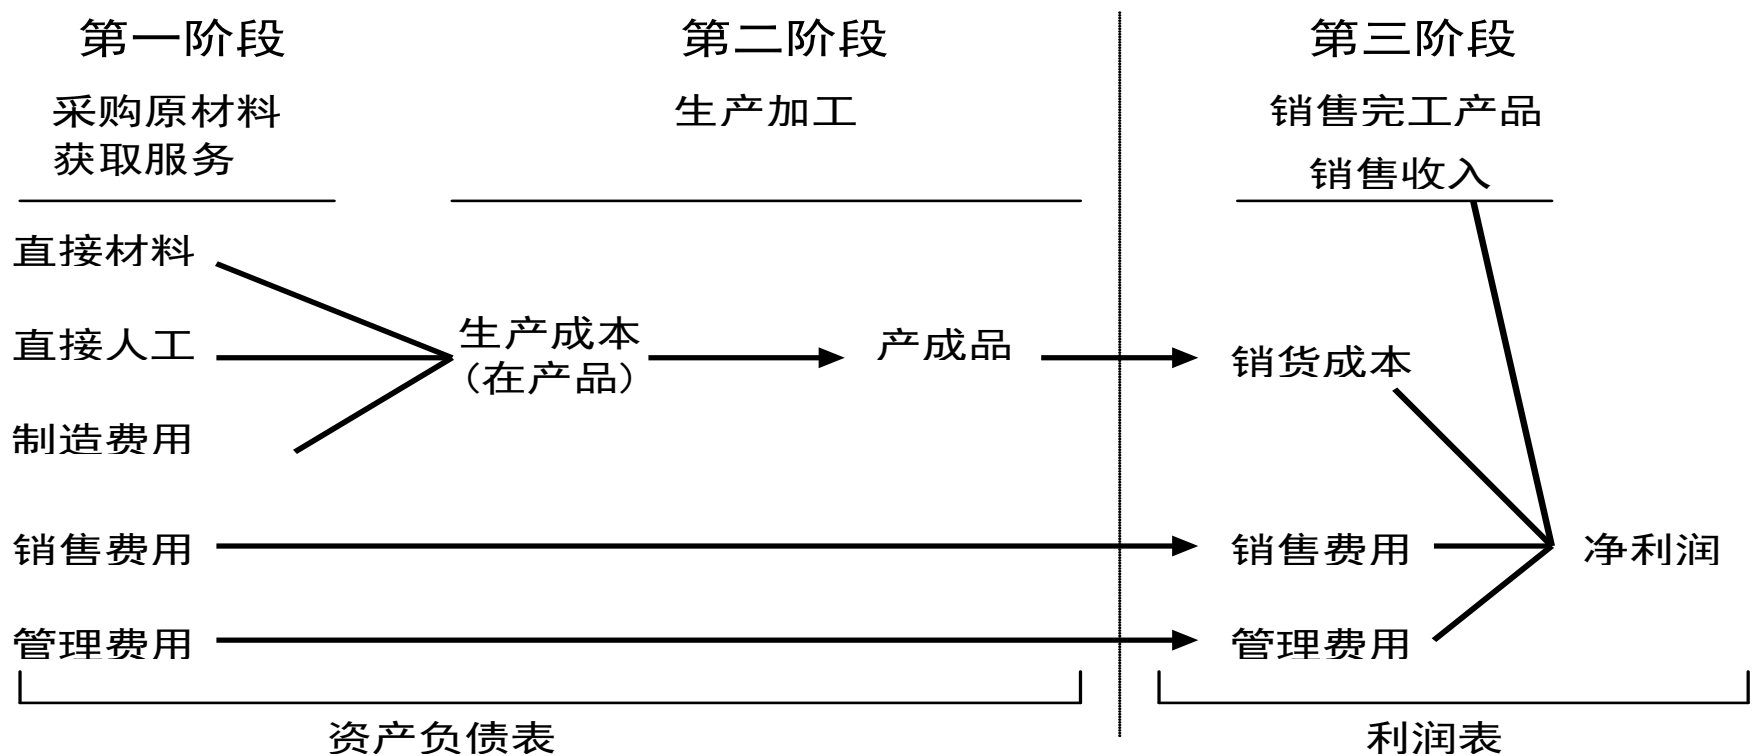 第一阶段
第二阶段
第三阶段
采购原材料
获取服务
生产加工
销售完工产品
销售收入
直接材料
直接人工
制造费用
生产成本
(在产品)
产成品
销货成本
销售费用
销售费用
净利润
管理费用
管理费用
资产负债表
利润表